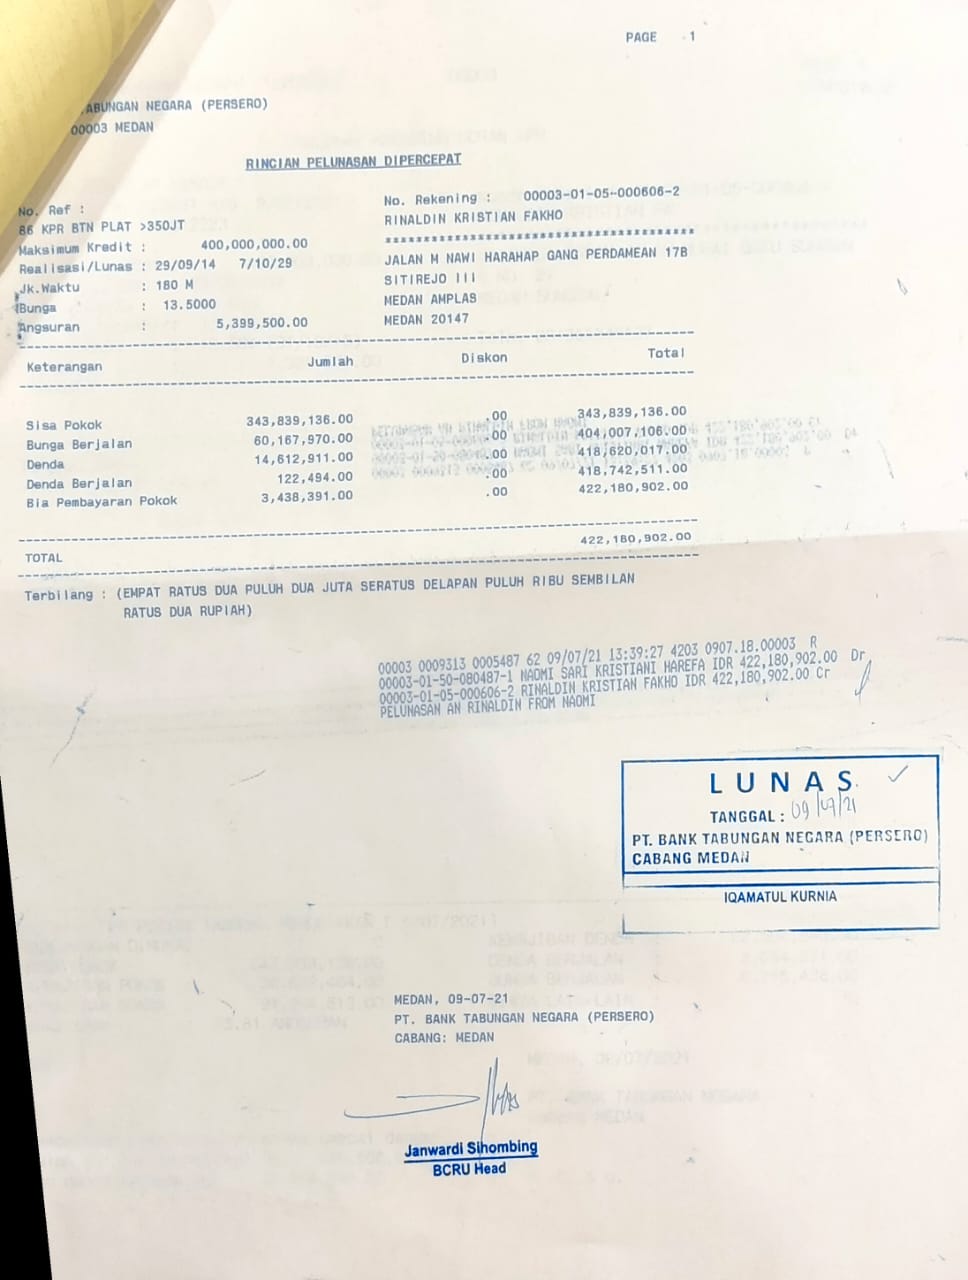 PAGE 1
TABUNGAN NEGARA (PERSERO)
00003 MEDAN
RINCIAN PELUNASAN DIPERCEPAT
No. Ref :
86 KPR BTN PLAT >350JT
Maksimum Kredit : 400,000,000.00
Realisasi/Lunas : 29/09/14 7/10/29
Jk.Waktu : 180 M
Bunga : 13.5000
Angsuran : 5,399,500.00
No. Rekening : 00003-01-05-000606-2
RINALDIN KRISTIAN FAKHO
****************************************
JALAN M NAWI HARAHAP GANG PERDAMEAN 17B
SITIREJO III
MEDAN AMPLAS
MEDAN 20147
Keterangan Jumlah Diskon Total
Sisa Pokok 343,839,136.00 .00 343,839,136.00
Bunga Berjalan 60,167,970.00 .00 404,007,106.00
Denda 14,612,911.00 .00 418,620,017.00
Denda Berjalan 122,494.00 .00 418,742,511.00
Bia Pembayaran Pokok 3,438,391.00 .00 422,180,902.00
TOTAL 422,180,902.00
Terbilang : (EMPAT RATUS DUA PULUH DUA JUTA SERATUS DELAPAN PULUH RIBU SEMBILAN
RATUS DUA RUPIAH)
00003 0009313 0005487 62 09/07/21 13:39:27 4203 0907.18.00003 R
00003-01-50-080487-1 NAOMI SARI KRISTIANI HAREFA IDR 422,180,902.00 Dr
00003-01-05-000606-2 RINALDIN KRISTIAN FAKHO IDR 422,180,902.00 Cr
PELUNASAN AN RINALDIN FROM NAOMI
LUNAS
TANGGAL : 09/07/21
PT. BANK TABUNGAN NEGARA (PERSERO)
CABANG MEDAN
IQAMATUL KURNIA
MEDAN, 09-07-21
PT. BANK TABUNGAN NEGARA (PERSERO)
CABANG: MEDAN
Janwardi Sihombing
BCRU Head